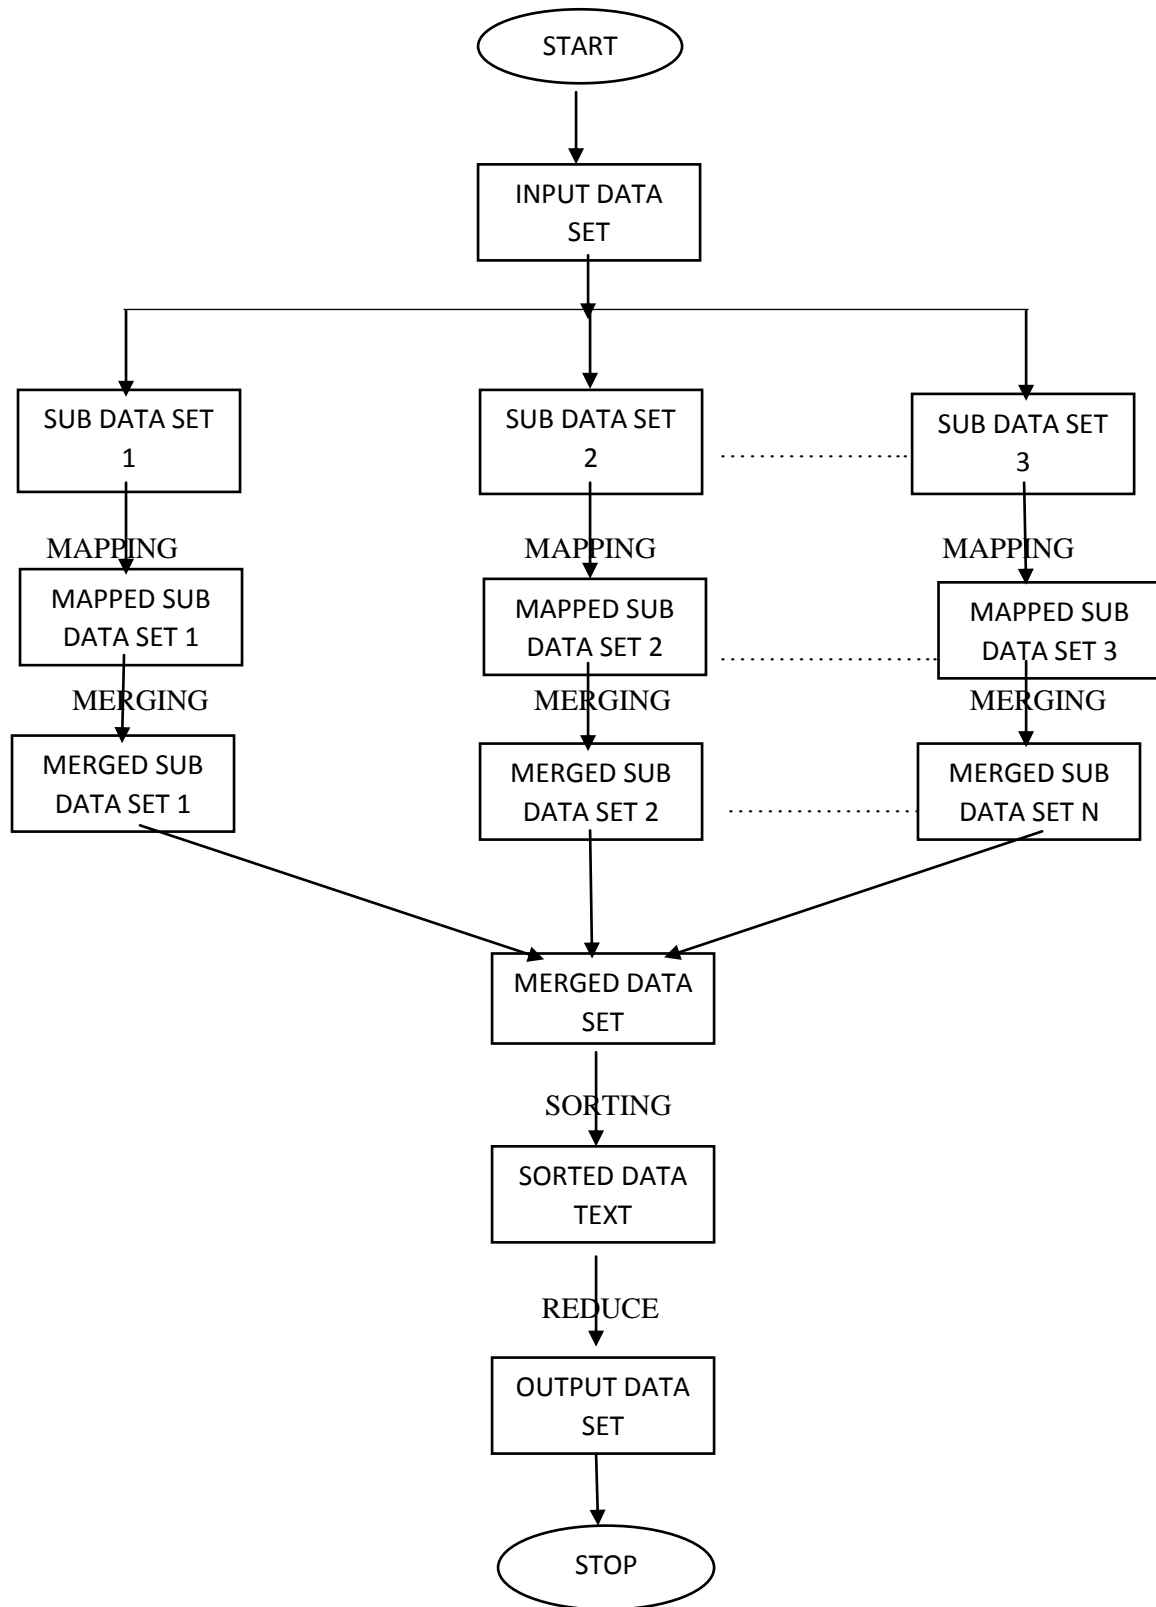 START
INPUT DATA
SET
SUB DATA SET
1
SUB DATA SET
2
SUB DATA SET
3
MAPPING
MAPPING
MAPPING
MAPPED SUB
DATA SET 1
MAPPED SUB
DATA SET 2
MAPPED SUB
DATA SET 3
MERGING
MERGING
MERGING
MERGED SUB
DATA SET 1
MERGED SUB
DATA SET 2
MERGED SUB
DATA SET N
MERGED DATA
SET
SORTING
SORTED DATA
TEXT
REDUCE
OUTPUT DATA
SET
STOP